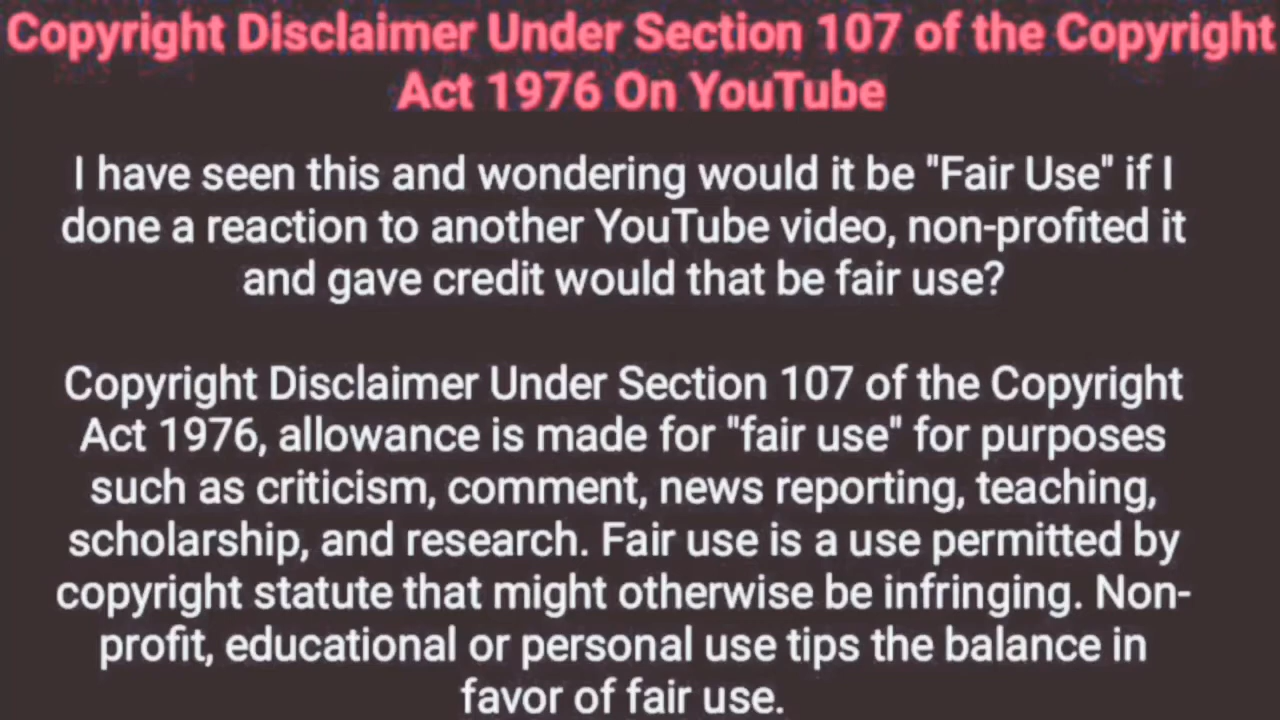 Copyright Disclaimer Under Section 107 of the Copyright
Act 1976 On YouTube
I have seen this and wondering would it be "Fair Use" if I
done a reaction to another YouTube video, non-profited it
and gave credit would that be fair use?
Copyright Disclaimer Under Section 107 of the Copyright
Act 1976, allowance is made for "fair use" for purposes
such as criticism, comment, news reporting, teaching,
scholarship, and research. Fair use is a use permitted by
copyright statute that might otherwise be infringing. Non-
profit, educational or personal use tips the balance in
favor of fair use.